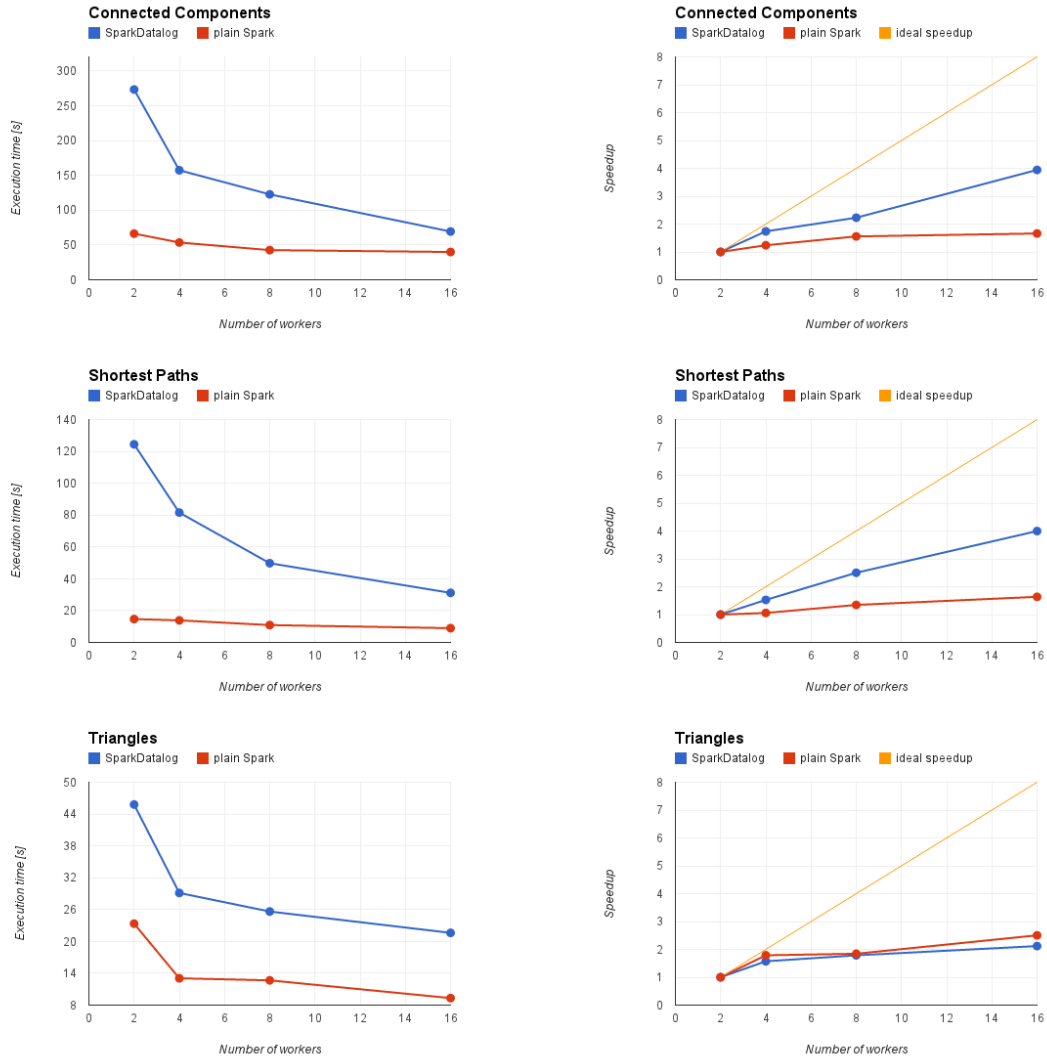 Connected Components
SparkDatalog plain Spark
300
250
200
150
100
50
0
0 2 4 6 8 10 12 14 16
Execution time [s]
Number of workers
Connected Components
SparkDatalog plain Spark ideal speedup
8
7
6
5
4
3
2
1
0
0 2 4 6 8 10 12 14 16
Speedup
Number of workers
Shortest Paths
SparkDatalog plain Spark
140
120
100
80
60
40
20
0
0 2 4 6 8 10 12 14 16
Execution time [s]
Number of workers
Shortest Paths
SparkDatalog plain Spark ideal speedup
8
7
6
5
4
3
2
1
0
0 2 4 6 8 10 12 14 16
Speedup
Number of workers
Triangles
SparkDatalog plain Spark
50
44
38
32
26
20
14
8
0 2 4 6 8 10 12 14 16
Execution time [s]
Number of workers
Triangles
SparkDatalog plain Spark ideal speedup
8
7
6
5
4
3
2
1
0
0 2 4 6 8 10 12 14 16
Speedup
Number of workers